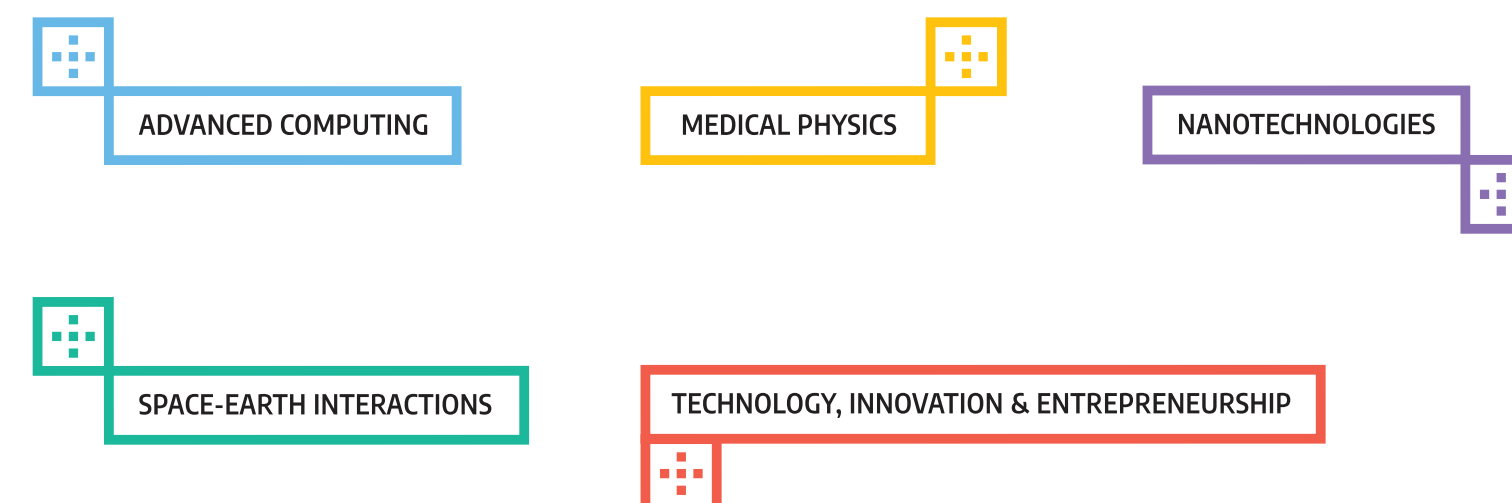 ADVANCED COMPUTING
MEDICAL PHYSICS
NANOTECHNOLOGIES
SPACE-EARTH INTERACTIONS
TECHNOLOGY, INNOVATION & ENTREPRENEURSHIP